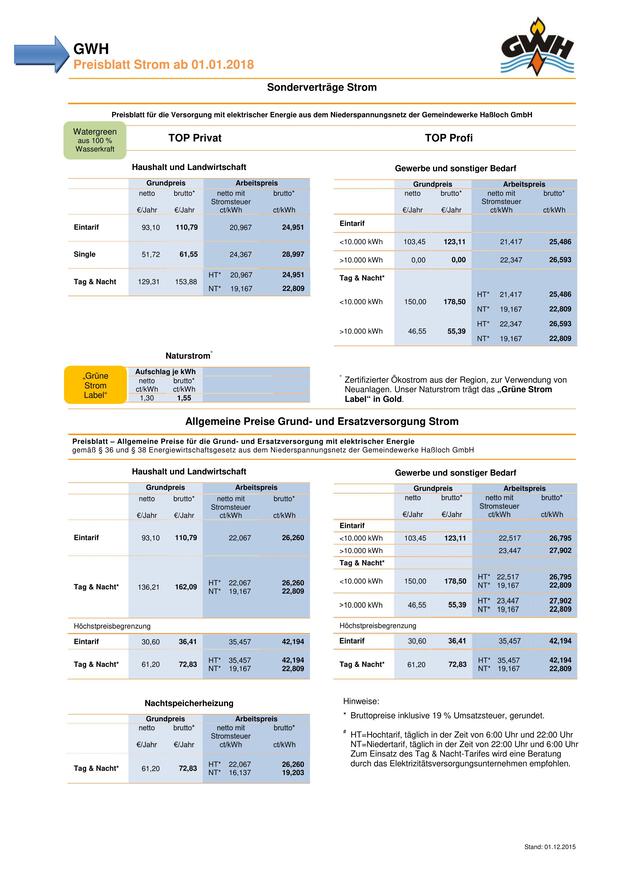 GWH
Preisblatt Strom ab 01.01.2018
GWH
Sonderverträge Strom
Preisblatt für die Versorgung mit elektrischer Energie aus dem Niederspannungsnetz der Gemeindewerke Haßloch GmbH
Watergreen
aus 100 %
Wasserkraft
TOP Privat
Haushalt und Landwirtschaft
Grundpreis Arbeitspreis
netto brutto* netto mit brutto*
Stromsteuer
€/Jahr €/Jahr ct/kWh ct/kWh
Eintarif 93,10 110,79 20,967 24,951
Single 51,72 61,55 24,367 28,997
Tag & Nacht 129,31 153,88 HT* 20,967 24,951
NT* 19,167 22,809
TOP Profi
Gewerbe und sonstiger Bedarf
Grundpreis Arbeitspreis
netto brutto* netto mit brutto*
Stromsteuer
€/Jahr €/Jahr ct/kWh ct/kWh
Eintarif
<10.000 kWh 103,45 123,11 21,417 25,486
>10.000 kWh 0,00 0,00 22,347 26,593
Tag & Nacht*
<10.000 kWh 150,00 178,50 HT* 21,417 25,486
NT* 19,167 22,809
>10.000 kWh 46,55 55,39 HT* 22,347 26,593
NT* 19,167 22,809
Naturstrom°
„Grüne
Strom
Label“
Aufschlag je kWh
netto brutto*
ct/kWh ct/kWh
1,30 1,55
° Zertifizierter Ökostrom aus der Region, zur Verwendung von
Neuanlagen. Unser Naturstrom trägt das „Grüne Strom
Label“ in Gold.
Allgemeine Preise Grund- und Ersatzversorgung Strom
Preisblatt – Allgemeine Preise für die Grund- und Ersatzversorgung mit elektrischer Energie
gemäß § 36 und § 38 Energiewirtschaftsgesetz aus dem Niederspannungsnetz der Gemeindewerke Haßloch GmbH
Haushalt und Landwirtschaft
Grundpreis Arbeitspreis
netto brutto* netto mit brutto*
Stromsteuer
€/Jahr €/Jahr ct/kWh ct/kWh
Eintarif 93,10 110,79 22,067 26,260
Tag & Nacht* 136,21 162,09 HT* 22,067 26,260
NT* 19,167 22,809
Höchstpreisbegrenzung
Eintarif 30,60 36,41 35,457 42,194
Tag & Nacht* 61,20 72,83 HT* 35,457 42,194
NT* 19,167 22,809
Gewerbe und sonstiger Bedarf
Grundpreis Arbeitspreis
netto brutto* netto mit brutto*
Stromsteuer
€/Jahr €/Jahr ct/kWh ct/kWh
Eintarif
<10.000 kWh 103,45 123,11 22,517 26,795
>10.000 kWh 23,447 27,902
Tag & Nacht*
<10.000 kWh 150,00 178,50 HT* 22,517 26,795
NT* 19,167 22,809
>10.000 kWh 46,55 55,39 HT* 23,447 27,902
NT* 19,167 22,809
Höchstpreisbegrenzung
Eintarif 30,60 36,41 35,457 42,194
Tag & Nacht* 61,20 72,83 HT* 35,457 42,194
NT* 19,167 22,809
Nachtspeicherheizung
Grundpreis Arbeitspreis
netto brutto* netto mit brutto*
Stromsteuer
€/Jahr €/Jahr ct/kWh ct/kWh
Tag & Nacht* 61,20 72,83 HT* 22,067 26,260
NT* 16,137 19,203
Hinweise:
* Bruttopreise inklusive 19 % Umsatzsteuer, gerundet.
# HT=Hochtarif, täglich in der Zeit von 6:00 Uhr und 22:00 Uhr
NT=Niedertarif, täglich in der Zeit von 22:00 Uhr und 6:00 Uhr
Zum Einsatz des Tag & Nacht-Tarifes wird eine Beratung
durch das Elektrizitätsversorgungsunternehmen empfohlen.
Stand: 01.12.2015